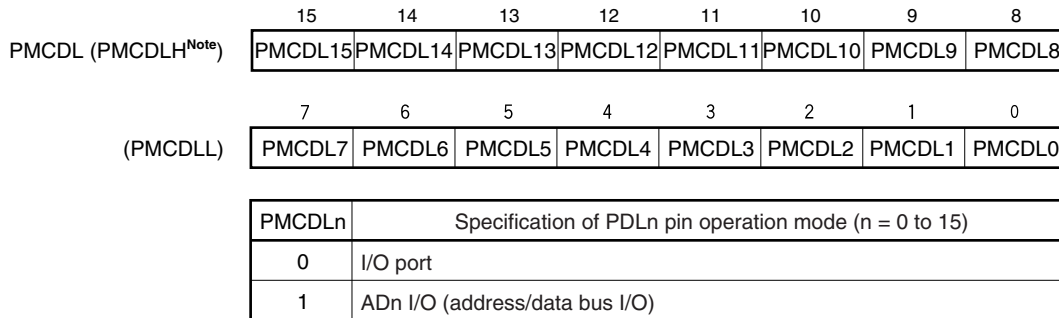 15 14 13 12 11 10 9 8
PMCDL (PMCDLH^Note) PMCDL15 PMCDL14 PMCDL13 PMCDL12 PMCDL11 PMCDL10 PMCDL9 PMCDL8
7 6 5 4 3 2 1 0
(PMCDLL) PMCDL7 PMCDL6 PMCDL5 PMCDL4 PMCDL3 PMCDL2 PMCDL1 PMCDL0
PMCDLn Specification of PDLn pin operation mode (n = 0 to 15)
0 I/O port
1 ADn I/O (address/data bus I/O)